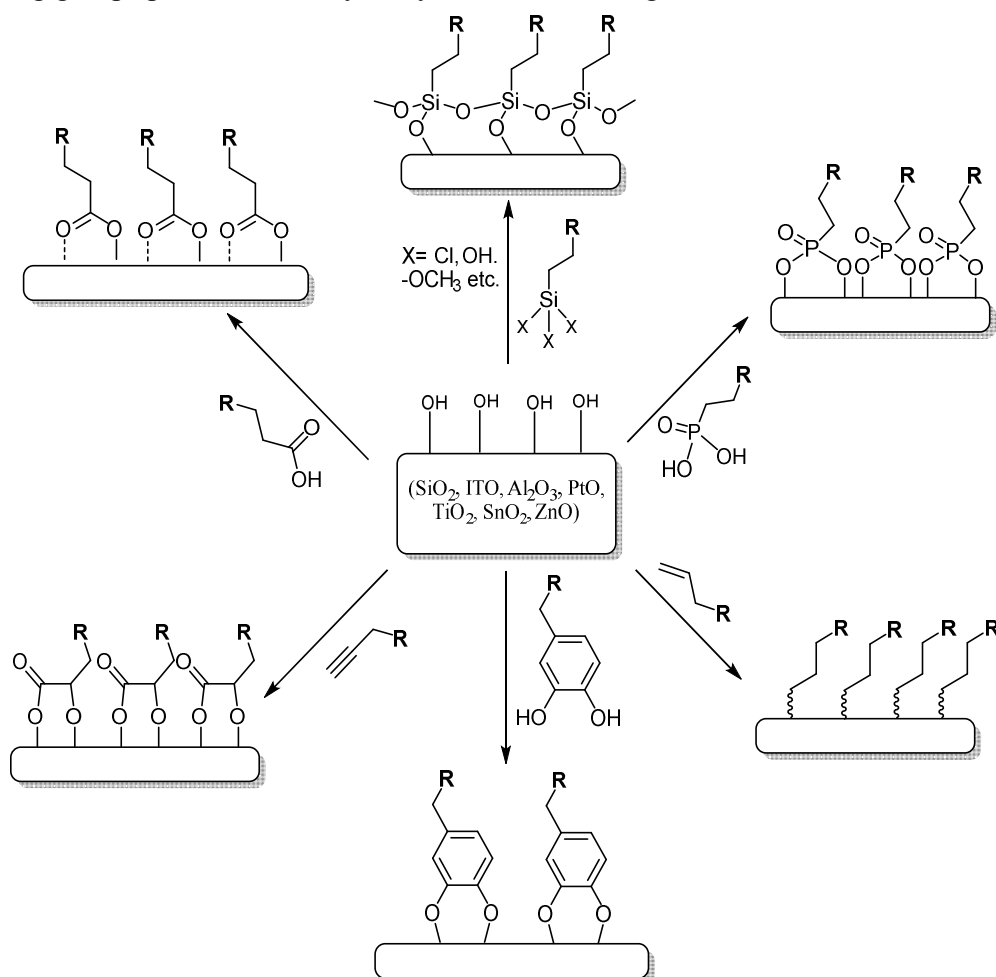 R R R
O Si O Si O Si O
O O O
R R R
O O O O O O
R R R
O P O P O P
O O O O O O
X= Cl, OH.
-OCH3 etc.
R
Si
X X
X
R
O
OH
OH OH OH OH
R
O P
HO OH
(SiO2, ITO, Al2O3, PtO,
TiO2, SnO2, ZnO)
R R R
O O O
O O O O O O
R
R
HO OH
R
R R R R
R R
O O O O